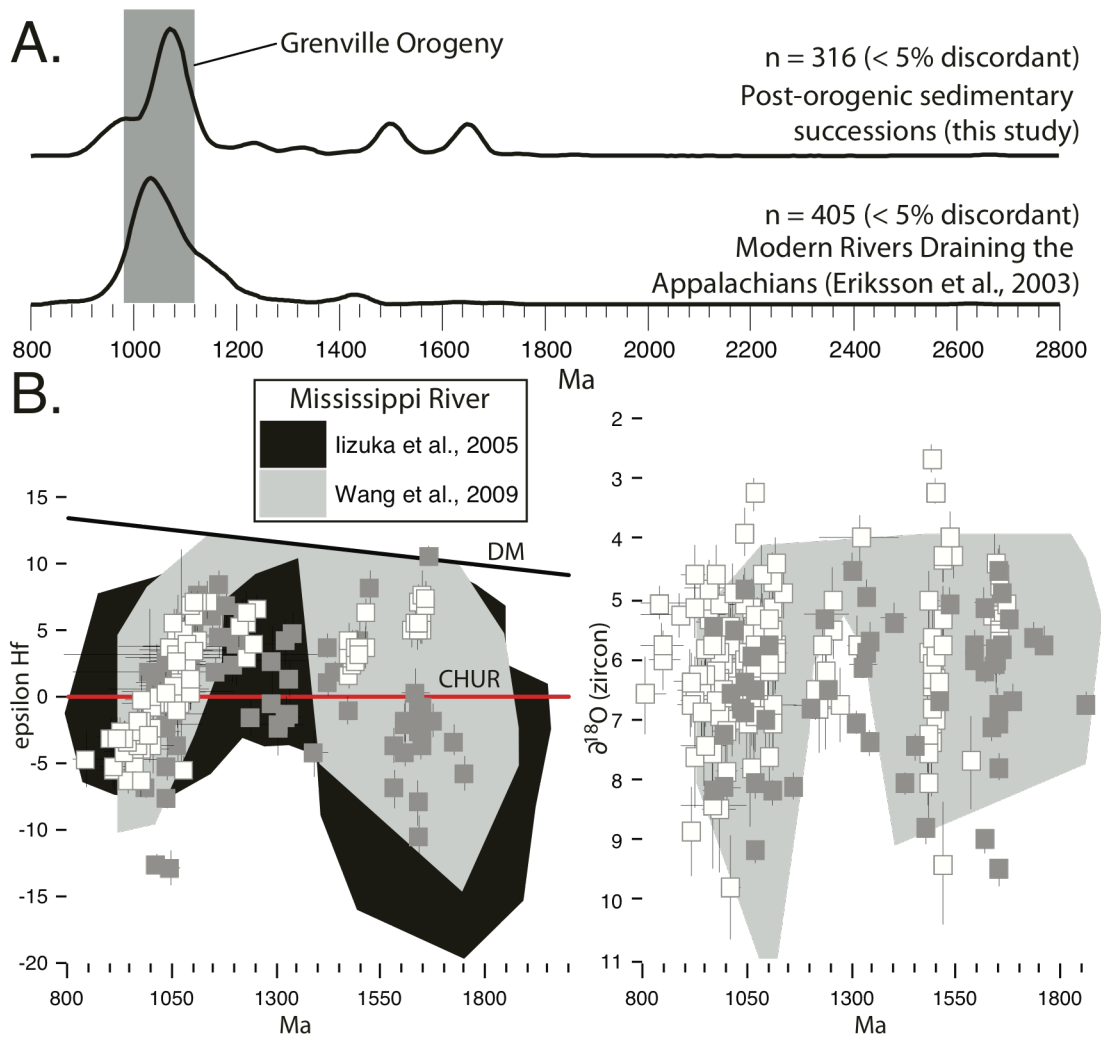 A.
Grenville Orogeny
n = 316 (< 5% discordant)
Post-orogenic sedimentary
successions (this study)
n = 405 (< 5% discordant)
Modern Rivers Draining the
Appalachians (Eriksson et al., 2003)
800 1000 1200 1400 1600 1800 2000 2200 2400 2600 2800
Ma
B.
Mississippi River
Iizuka et al., 2005
Wang et al., 2009
15
10
5
0
-5
-10
-15
-20
epsilon Hf
DM
CHUR
800 1050 1300 1550 1800
Ma
2
3
4
5
6
7
8
9
10
11
∂18O (zircon)
800 1050 1300 1550 1800
Ma